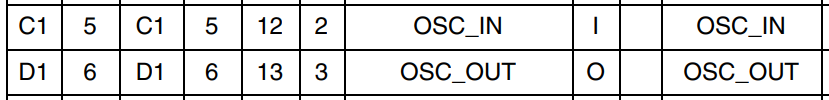 C1 5 C1 5 12 2 OSC_IN I OSC_IN
D1 6 D1 6 13 3 OSC_OUT O OSC_OUT